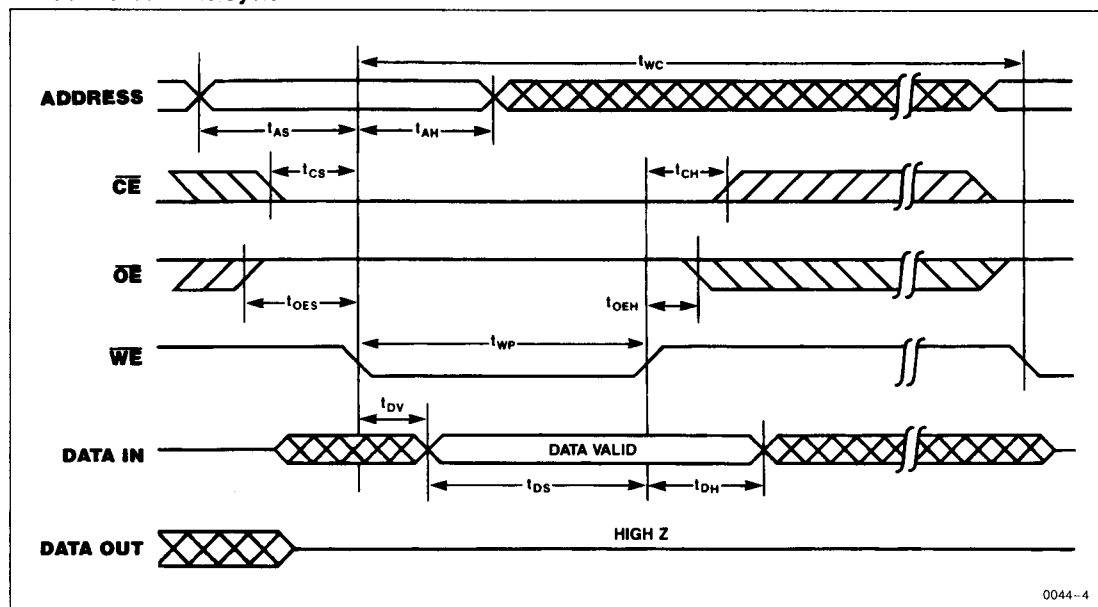 tWC
ADDRESS
tAS
tAH
CE
tCS
tCH
OE
tOES
tOEH
WE
tWP
tDV
DATA IN
DATA VALID
tDS
tDH
DATA OUT
HIGH Z
0044-4